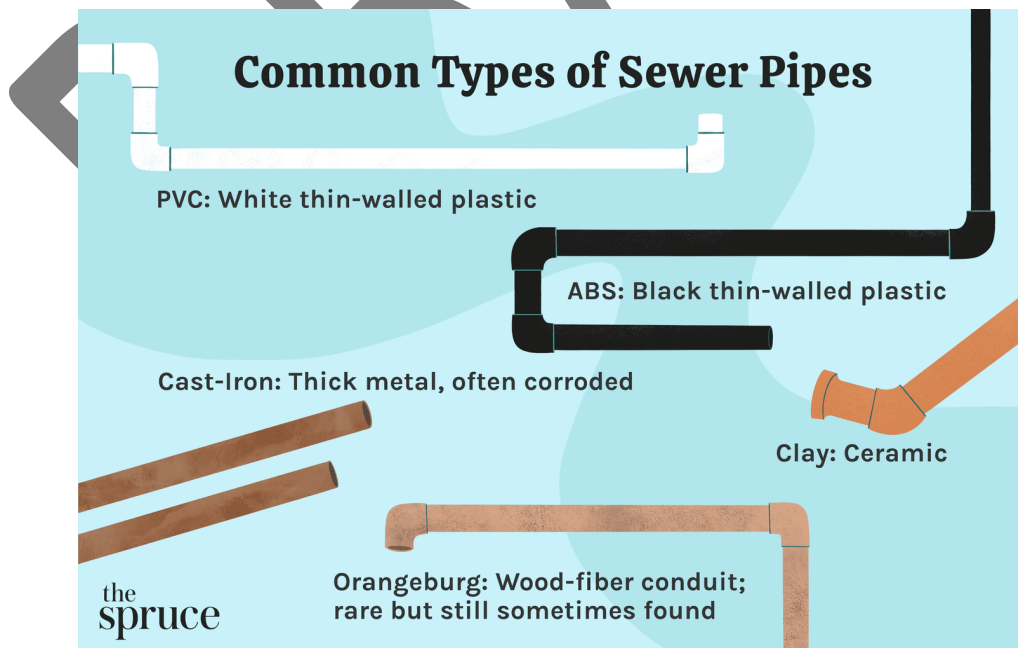 Common Types of Sewer Pipes
PVC: White thin-walled plastic
ABS: Black thin-walled plastic
Cast-Iron: Thick metal, often corroded
Clay: Ceramic
Orangeburg: Wood-fiber conduit;
rare but still sometimes found
the
spruce